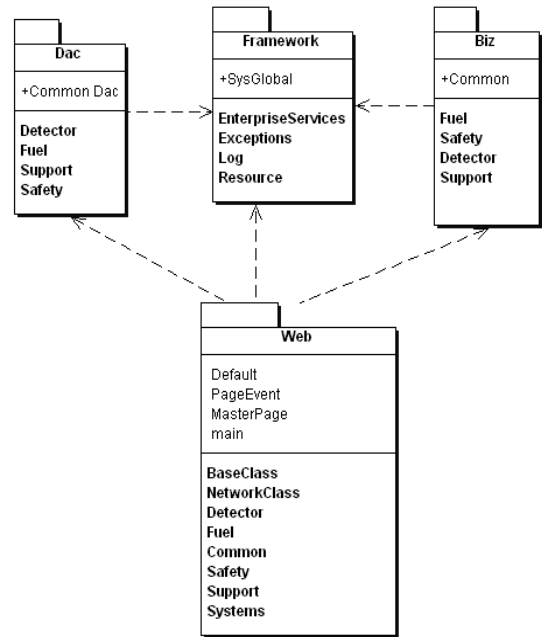 Dac
+Common Dac
Detector
Fuel
Support
Safety
Framework
+SysGlobal
EnterpriseServices
Exceptions
Log
Resource
Biz
+Common
Fuel
Safety
Detector
Support
Web
Default
PageEvent
MasterPage
main
BaseClass
NetworkClass
Detector
Fuel
Common
Safety
Support
Systems